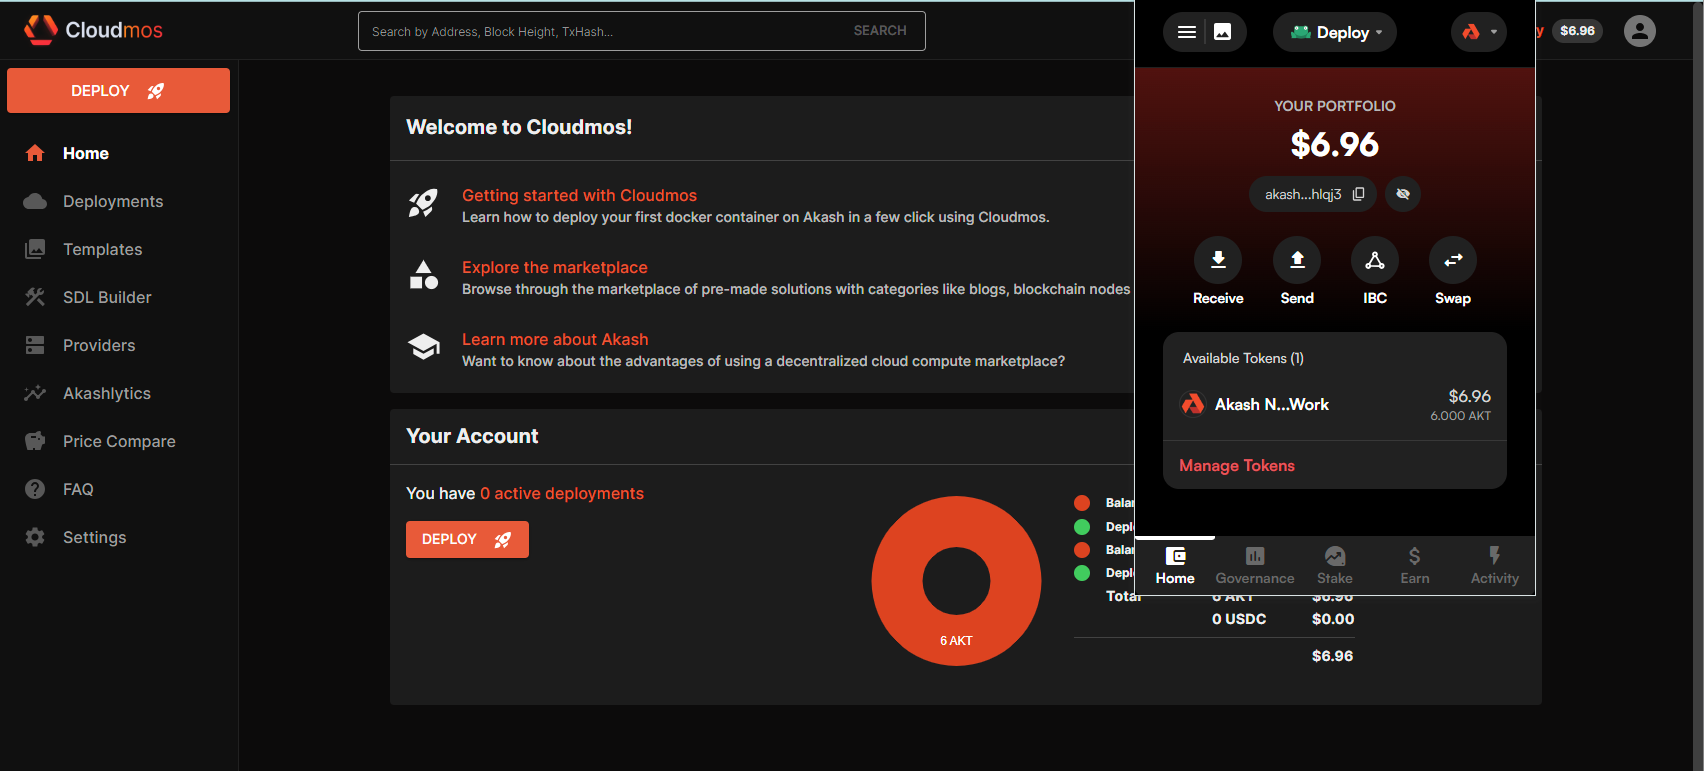 Cloudmos
Search by Address, Block Height, TxHash...
SEARCH
$6.96
DEPLOY
Home
Deployments
Templates
SDL Builder
Providers
Akashlytics
Price Compare
FAQ
Settings
Welcome to Cloudmos!
Getting started with Cloudmos
Learn how to deploy your first docker container on Akash in a few click using Cloudmos.
Explore the marketplace
Browse through the marketplace of pre-made solutions with categories like blogs, blockchain nodes
Learn more about Akash
Want to know about the advantages of using a decentralized cloud compute marketplace?
Your Account
You have 0 active deployments
DEPLOY
6 AKT
Total
6 AKT $6.96
0 USDC $0.00
$6.96
Deploy
YOUR PORTFOLIO
$6.96
akash...hlqj3
Receive
Send
IBC
Swap
Available Tokens (1)
Akash N...Work
$6.96
6.000 AKT
Manage Tokens
Home
Governance
Stake
Earn
Activity